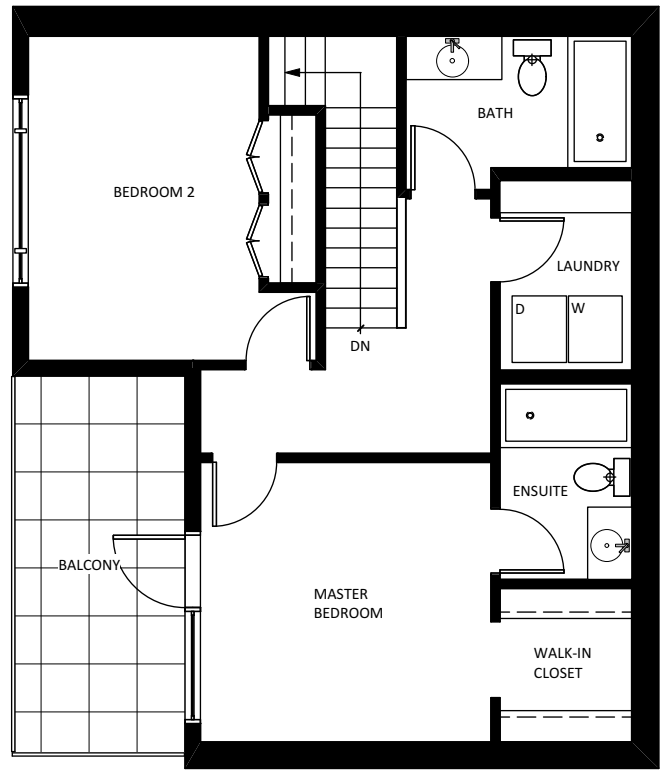 BATH
BEDROOM 2
LAUNDRY
D
W
DN
ENSUITE
BALCONY
MASTER
BEDROOM
WALK-IN
CLOSET